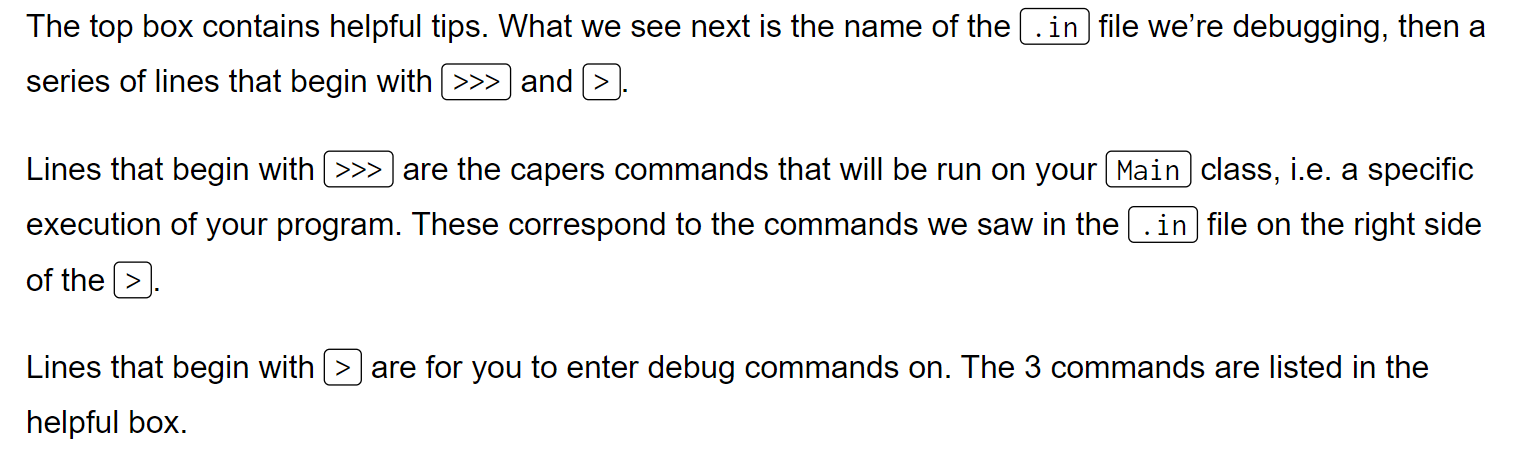 The top box contains helpful tips. What we see next is the name of the .in file we’re debugging, then a
series of lines that begin with >>> and >.
Lines that begin with >>> are the capers commands that will be run on your Main class, i.e. a specific
execution of your program. These correspond to the commands we saw in the .in file on the right side
of the >.
Lines that begin with > are for you to enter debug commands on. The 3 commands are listed in the
helpful box.